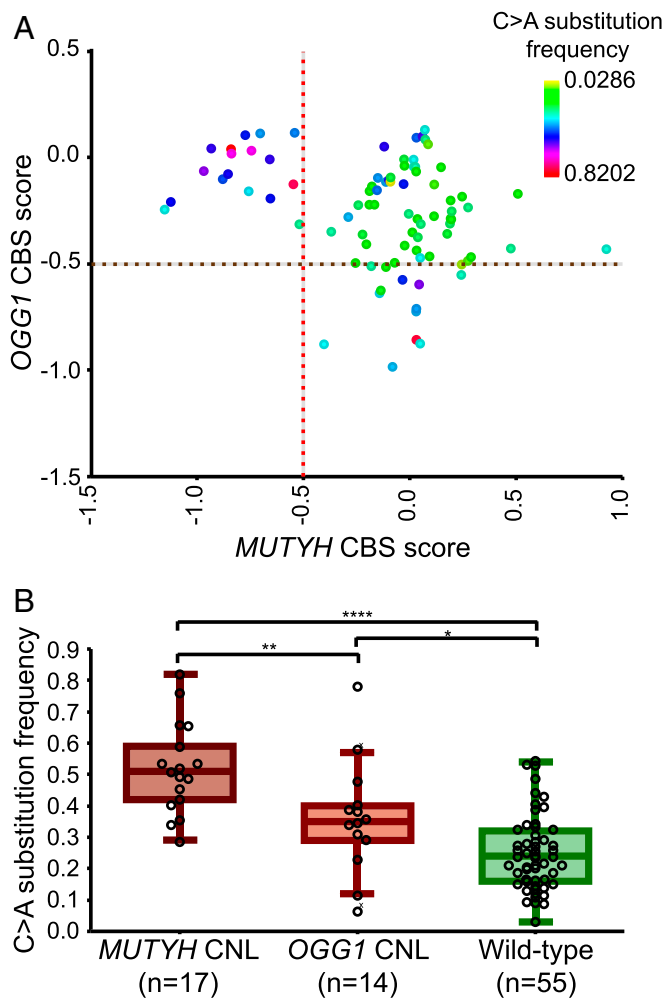 A
C>A substitution
frequency
0.0286
0.8202
0.5
0.0
-0.5
-1.0
-1.5
OGG1 CBS score
-1.5
-1.0
-0.5
0.0
0.5
1.0
MUTYH CBS score
B
****
**
*
0.9
0.8
0.7
0.6
0.5
0.4
0.3
0.2
0.1
0.0
C>A substitution frequency
x
x
MUTYH CNL
(n=17)
OGG1 CNL
(n=14)
Wild-type
(n=55)